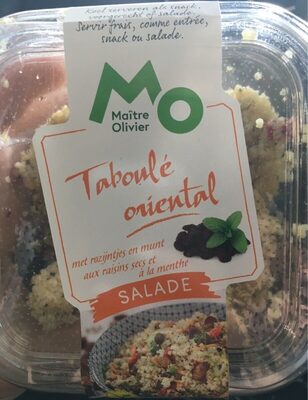 Koel serveren als snack,
voorgerecht of salade.
Servir frais, comme entrée,
snack ou salade.
MO
Maître
Olivier
Taboulé
oriental
met rozijntjes en munt
aux raisins secs et
à la menthe
SALADE